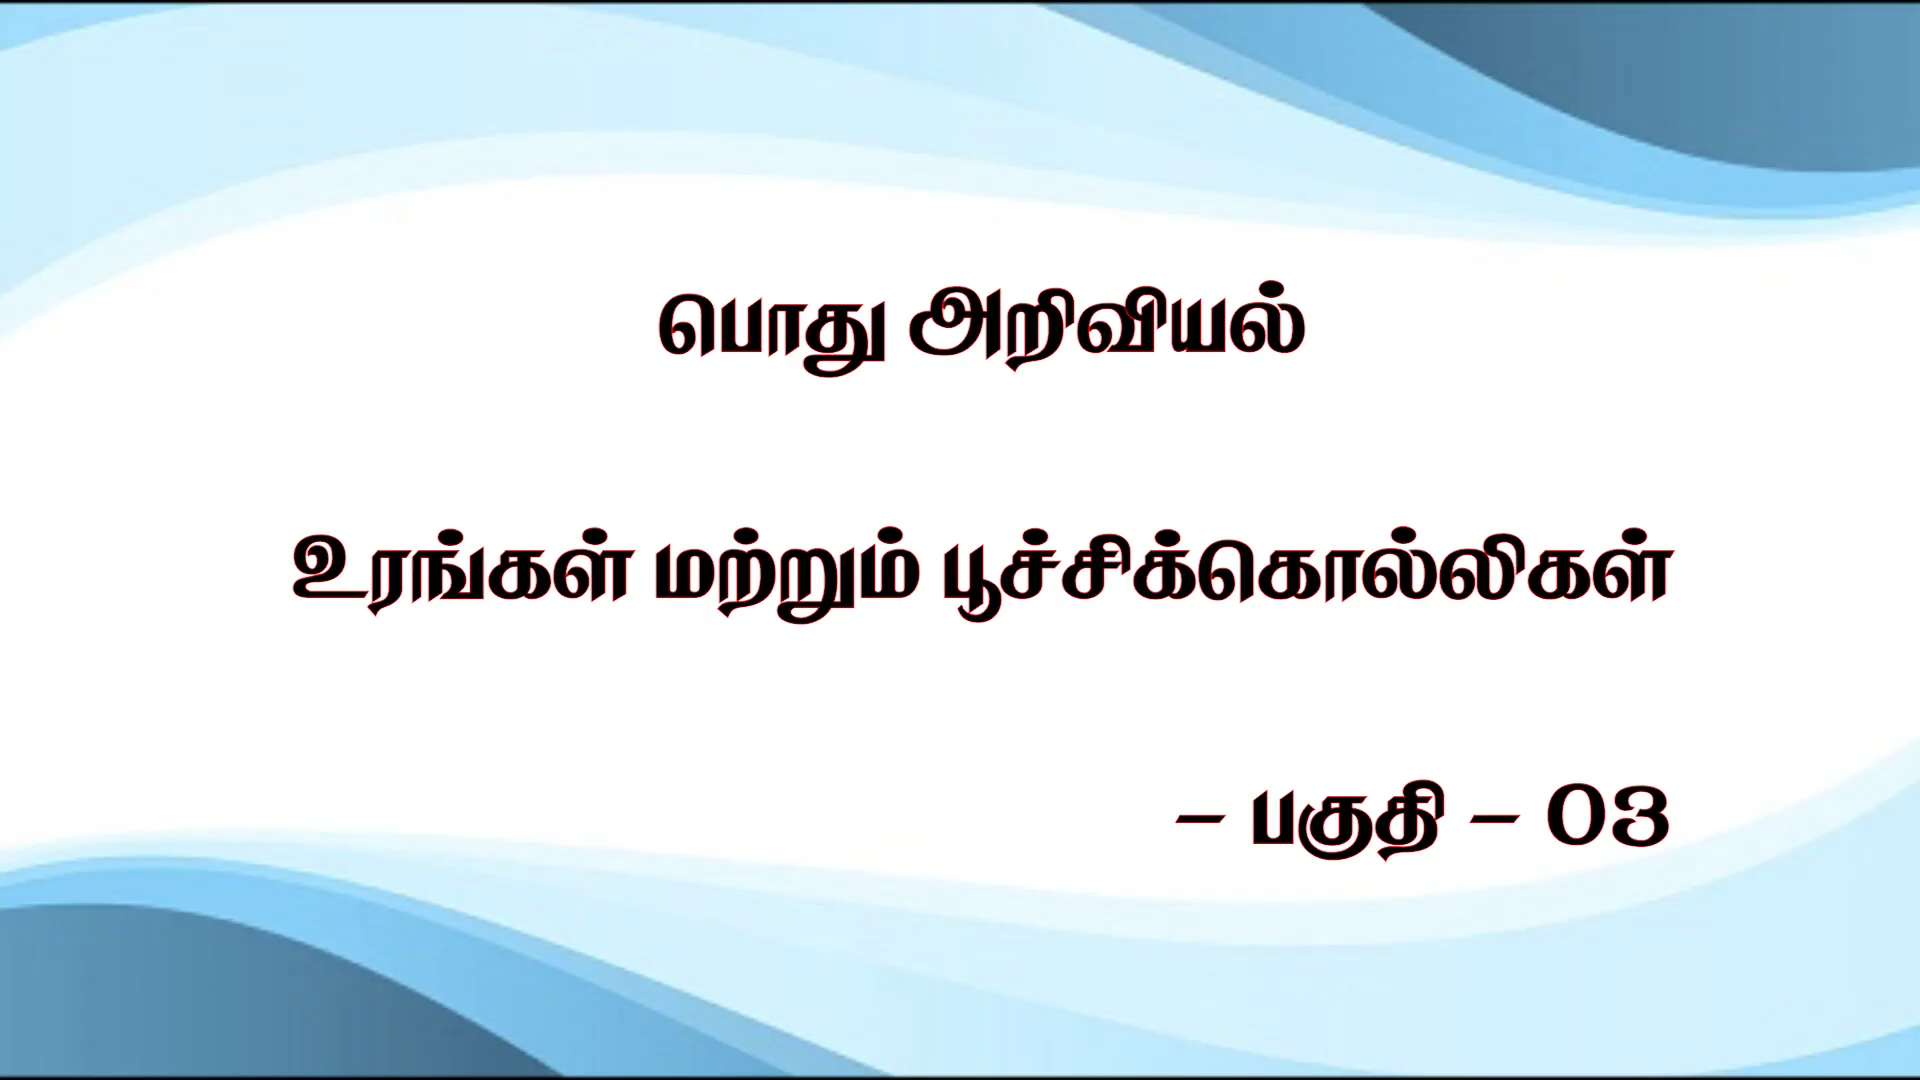 பொது அறிவியல்
உரங்கள் மற்றும் பூச்சிக்கொல்லிகள்
– பகுதி – 03